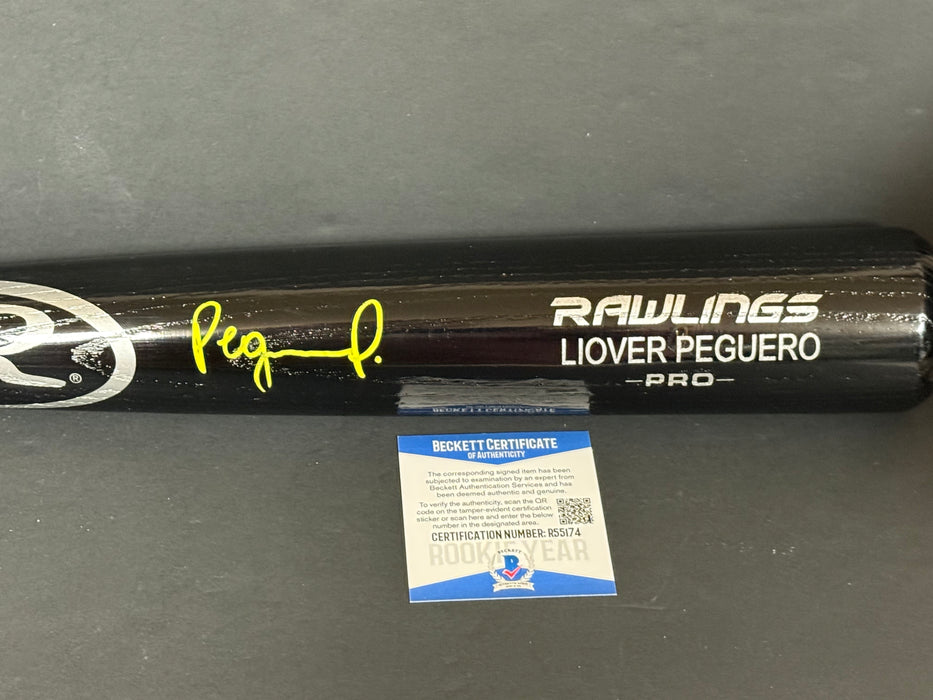 R
®
Peguero P.
RAWLINGS
LIOVER PEGUERO
-PRO-
BECKETT CERTIFICATE
BECKETT CERTIFICATE
OF AUTHENTICITY
The corresponding signed item has been
subjected to examination by an expert from
Beckett Authentication Services and has
been deemed authentic and genuine.
To verify the authenticity, scan the QR
code on the tamper-evident certification
sticker or scan here and enter the below
number in the designated area.
CERTIFICATION NUMBER: R55174
ROOKIE YEAR
BECKETT
B